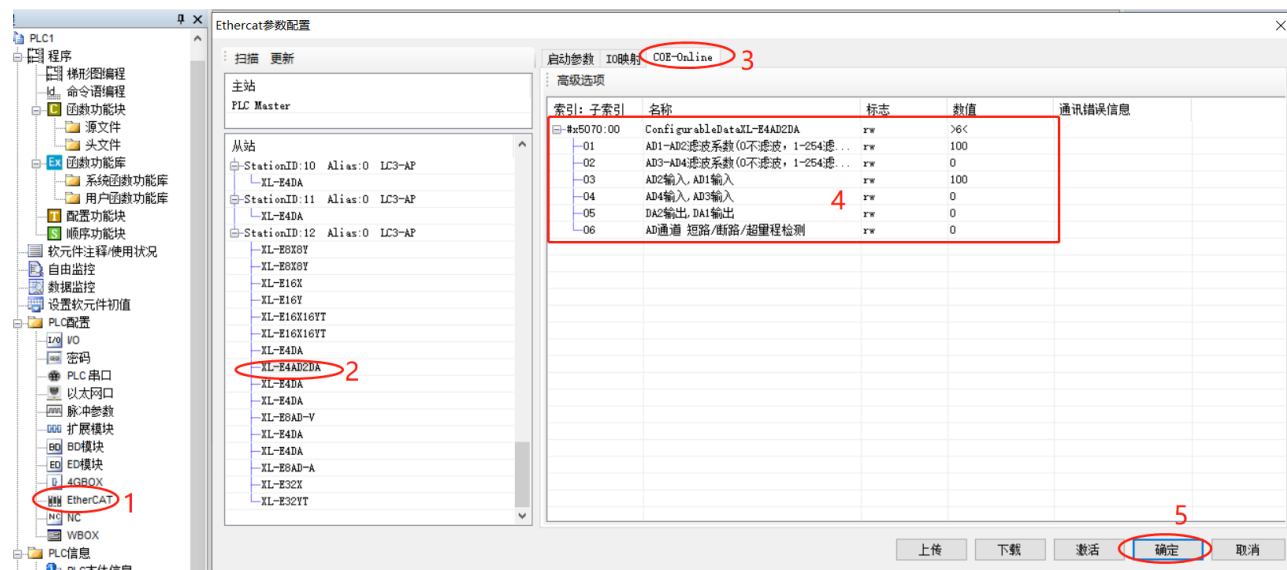 PLC1
程序
梯形图编程
命令语编程
函数功能块
源文件
头文件
函数功能库
系统函数功能库
用户函数功能库
配置功能块
顺序功能块
软元件注释/使用状况
自由监控
数据监控
设置软元件初值
PLC配置
I/O
密码
PLC串口
以太网口
脉冲参数
扩展模块
BD模块
ED模块
4GBOX
EtherCAT 1
NC
WBOX
PLC信息
PLC本体信息
Ethercat参数配置
扫描 更新
主站
PLC Master
从站
StationID:10 Alias:0 LC3-AP
XL-E4DA
StationID:11 Alias:0 LC3-AP
XL-E4DA
StationID:12 Alias:0 LC3-AP
XL-E8X8Y
XL-E8X8Y
XL-E16X
XL-E16Y
XL-E16X16YT
XL-E16X16YT
XL-E4DA
XL-E4AD2DA 2
XL-E4DA
XL-E4DA
XL-E8AD-V
XL-E4DA
XL-E4DA
XL-E8AD-A
XL-E32X
XL-E32YT
启动参数 IO映射 COE-Online 3
高级选项
索引: 子索引 名称 标志 数值 通讯错误信息
#x5070:00 ConfigurableDataXL-E4AD2DA rw >6<
01 AD1-AD2滤波系数(0不滤波, 1-254滤... rw 100
02 AD3-AD4滤波系数(0不滤波, 1-254滤... rw 0
03 AD2输入,AD1输入 rw 100
04 AD4输入,AD3输入 rw 0
4
05 DA2输出,DA1输出 rw 0
06 AD通道 短路/断路/超量程检测 rw 0
5
上传 下载 激活 确定 取消